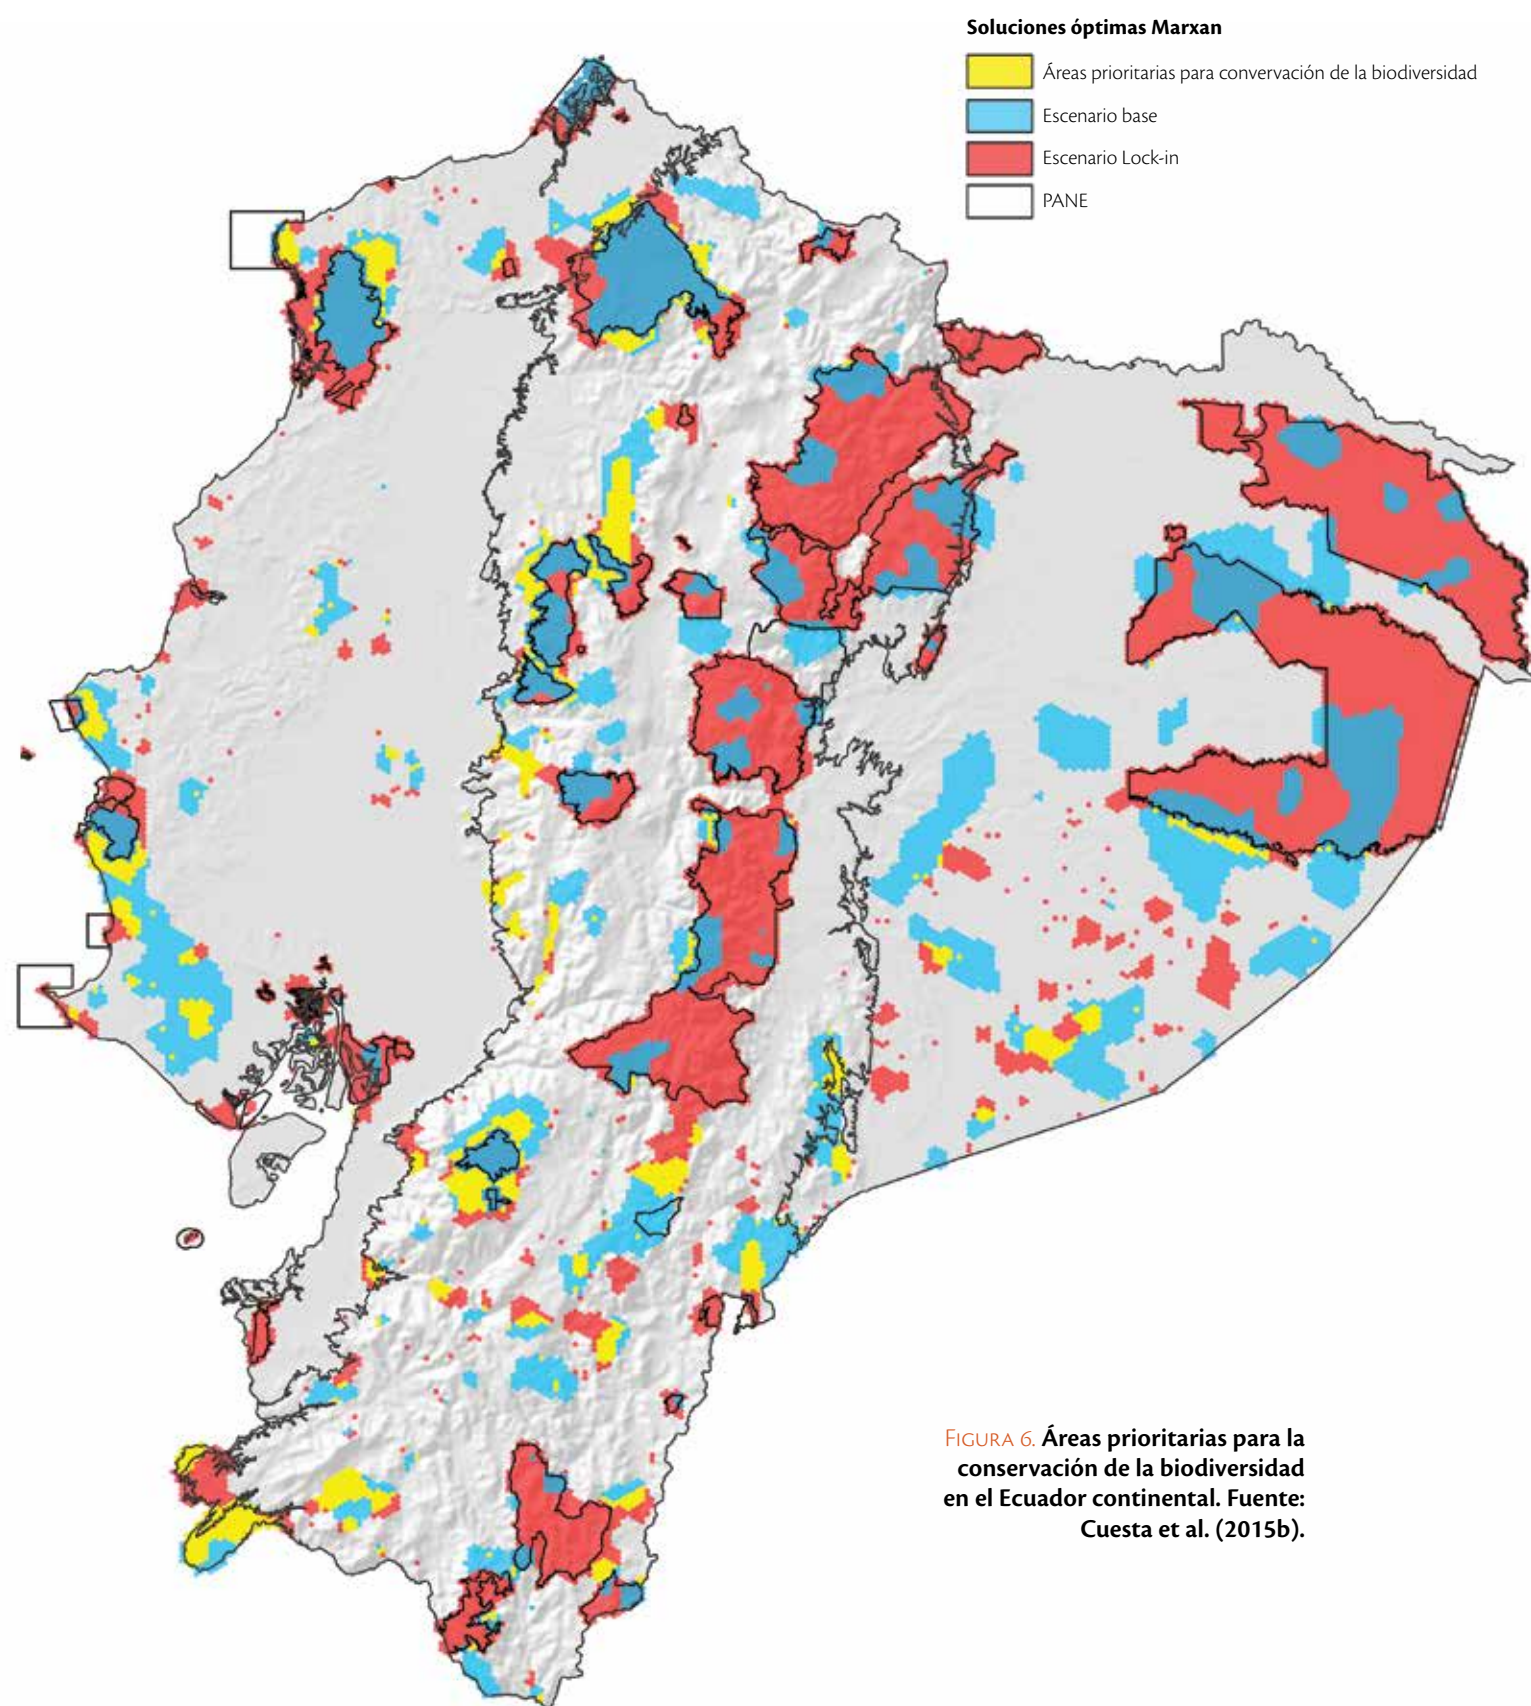 Soluciones óptimas Marxan
Áreas prioritarias para convervación de la biodiversidad
Escenario base
Escenario Lock-in
PANE
FIGURA 6. Áreas prioritarias para la
conservación de la biodiversidad
en el Ecuador continental. Fuente:
Cuesta et al. (2015b).